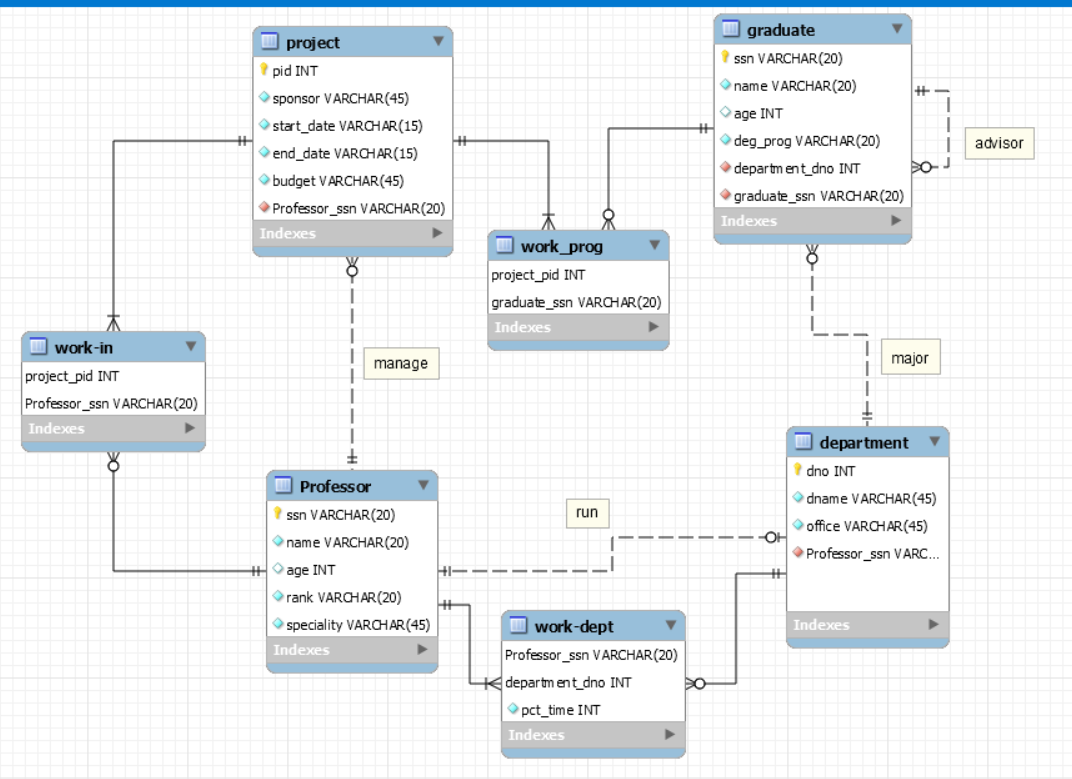 project
pid INT
sponsor VARCHAR(45)
start_date VARCHAR(15)
end_date VARCHAR(15)
budget VARCHAR(45)
Professor_ssn VARCHAR(20)
Indexes
graduate
ssn VARCHAR(20)
name VARCHAR(20)
age INT
deg_prog VARCHAR(20)
department_dno INT
graduate_ssn VARCHAR(20)
Indexes
advisor
work_prog
project_pid INT
graduate_ssn VARCHAR(20)
Indexes
work-in
project_pid INT
Professor_ssn VARCHAR(20)
Indexes
manage
major
Professor
ssn VARCHAR(20)
name VARCHAR(20)
age INT
rank VARCHAR(20)
speciality VARCHAR(45)
Indexes
run
department
dno INT
dname VARCHAR(45)
office VARCHAR(45)
Professor_ssn VARC...
Indexes
work-dept
Professor_ssn VARCHAR(20)
department_dno INT
pct_time INT
Indexes